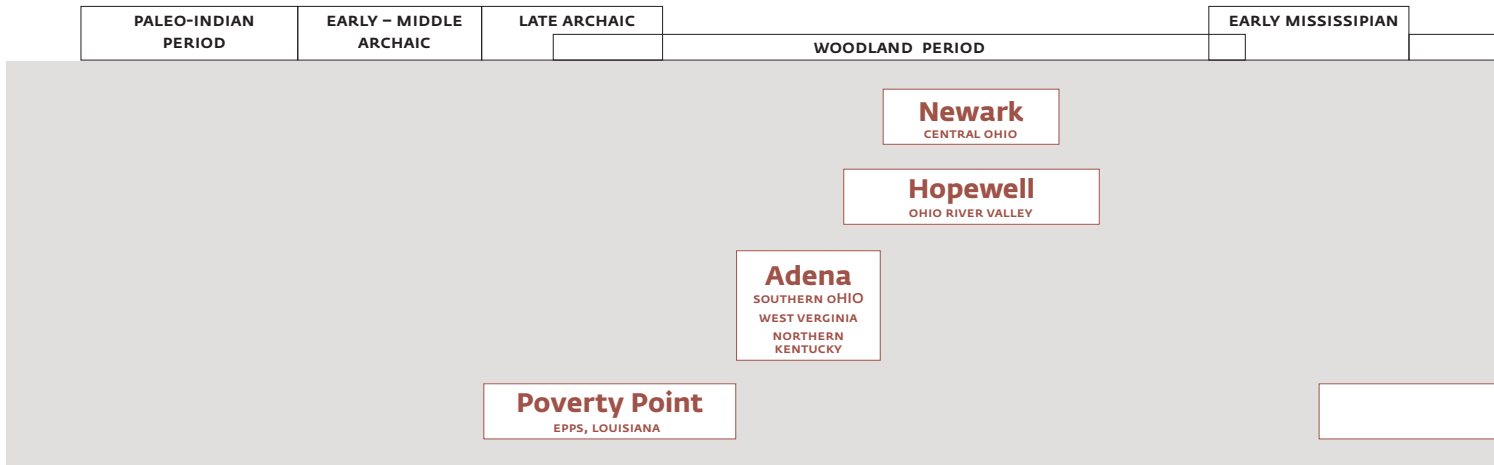 PALEO-INDIAN
PERIOD
EARLY – MIDDLE
ARCHAIC
LATE ARCHAIC
WOODLAND PERIOD
EARLY MISSISSIPIAN
Newark
CENTRAL OHIO
Hopewell
OHIO RIVER VALLEY
Adena
SOUTHERN OHIO
WEST VERGINIA
NORTHERN
KENTUCKY
Poverty Point
EPPS, LOUISIANA